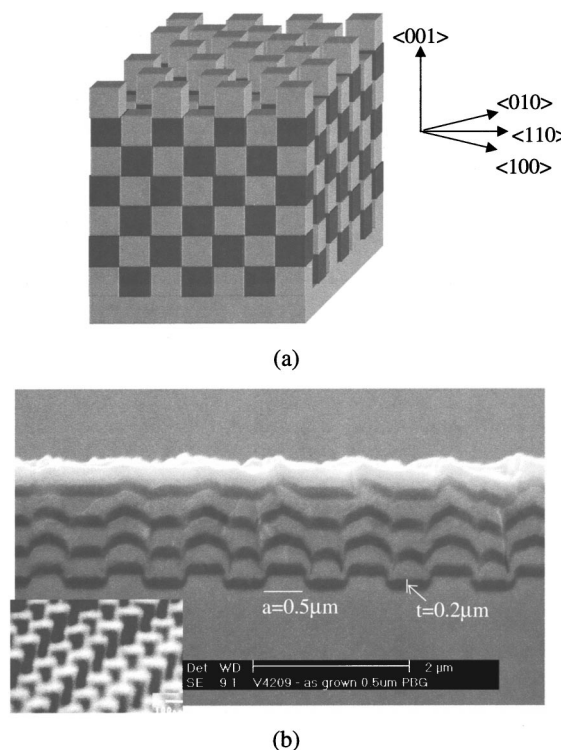 <001>
<010>
<110>
<100>
(a)
a=0.5µm
t=0.2µm
Det WD
2 µm
SE 9.1 V4209 - as grown 0.5um PBG
(b)